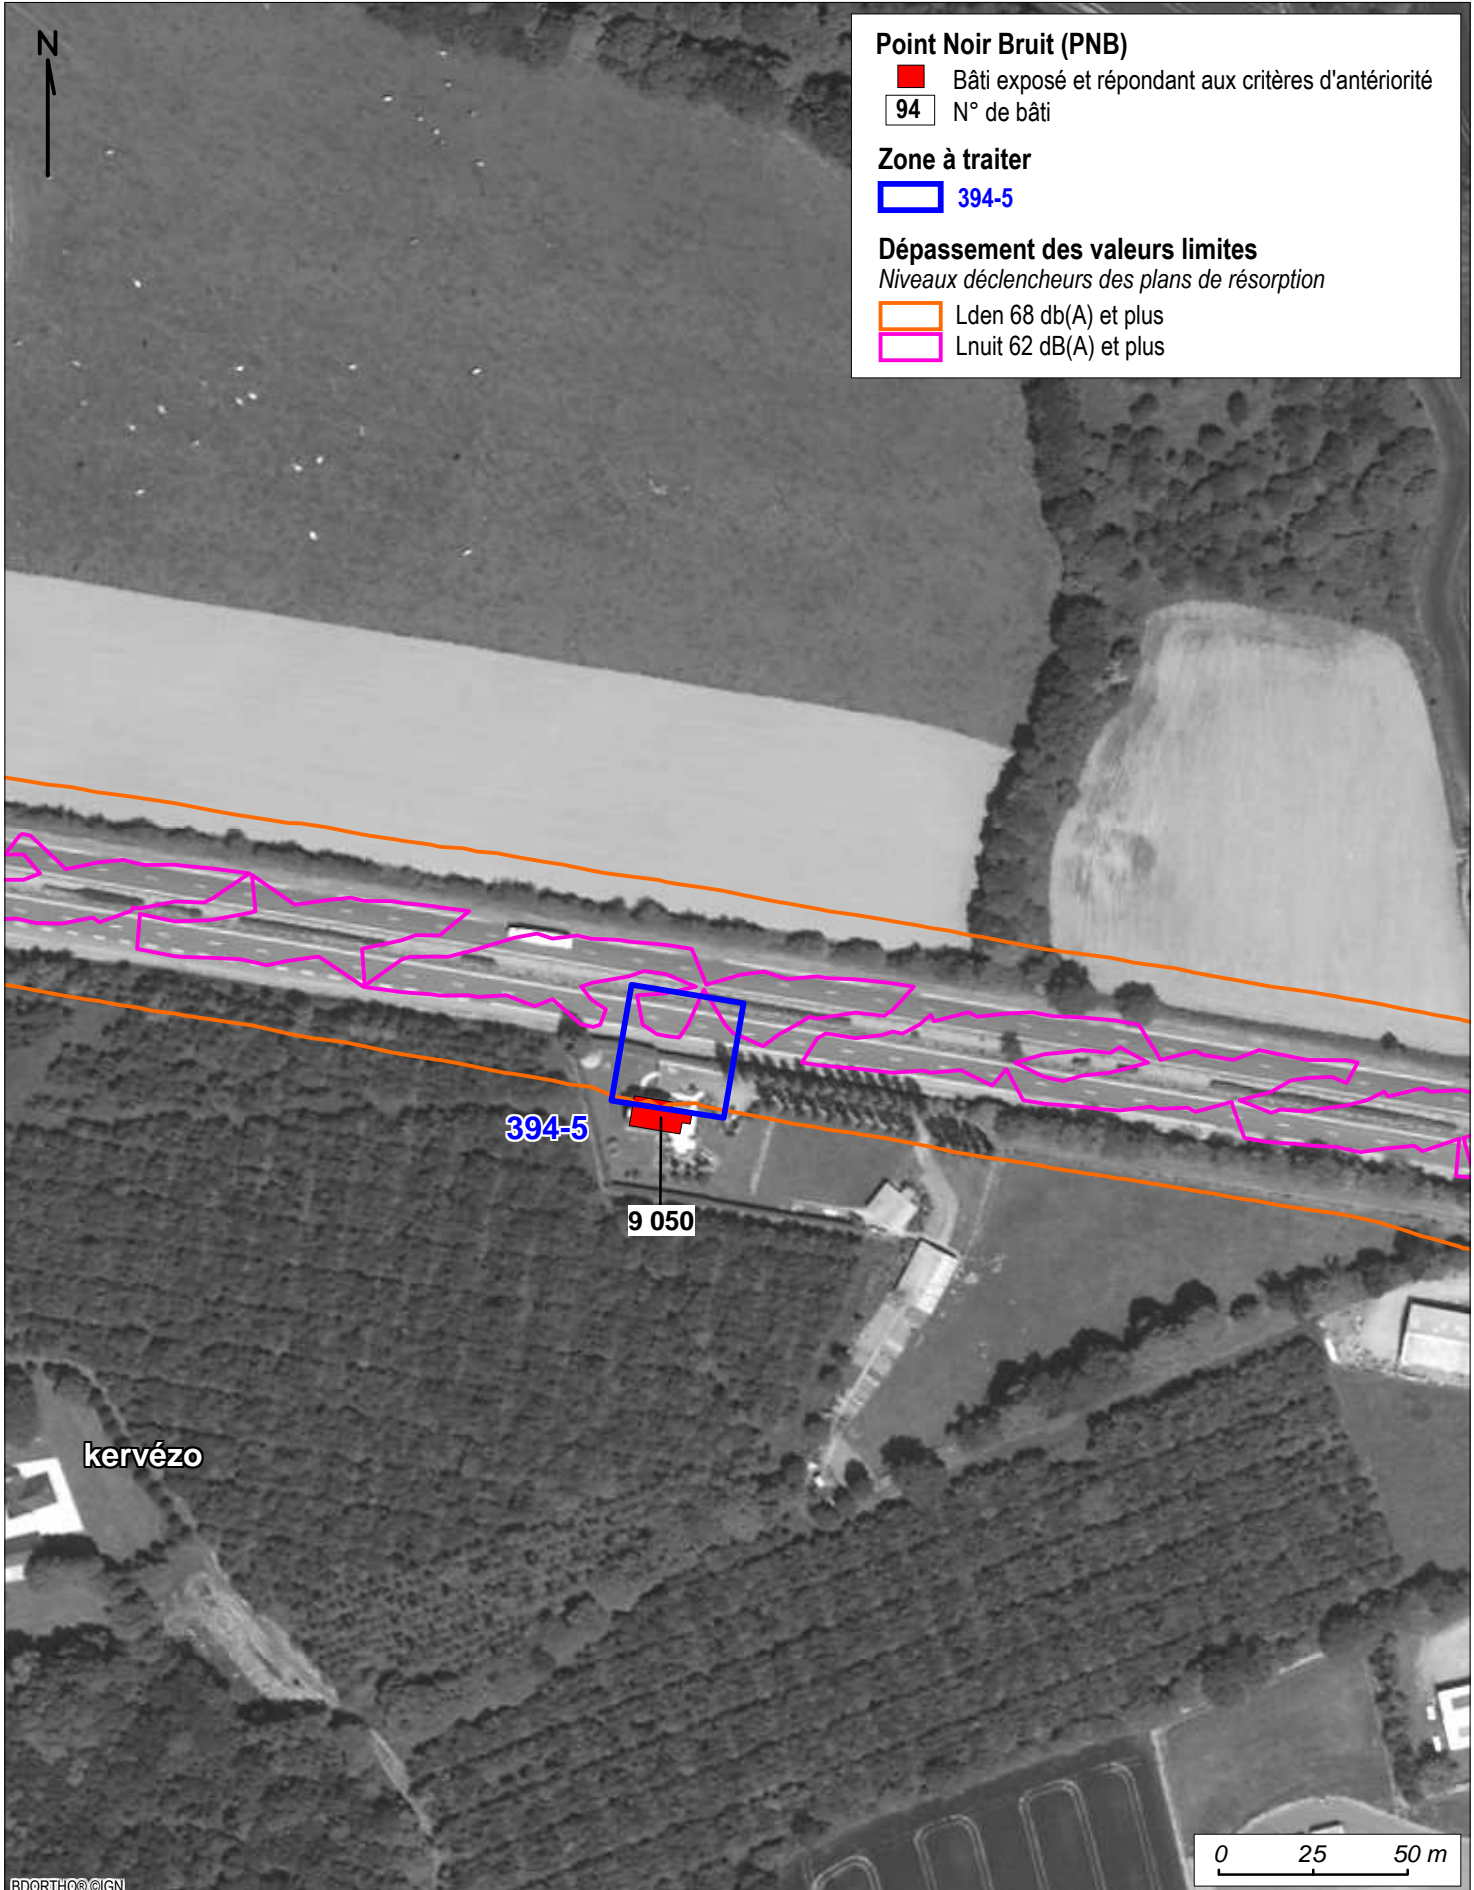 N
Point Noir Bruit (PNB)
Bâti exposé et répondant aux critères d'antériorité
94 N° de bâti
Zone à traiter
394-5
Dépassement des valeurs limites
Niveaux déclencheurs des plans de résorption
Lden 68 db(A) et plus
Lnuit 62 dB(A) et plus
394-5
9 050
kervézo
0 25 50 m
BDORTHO® ©IGN